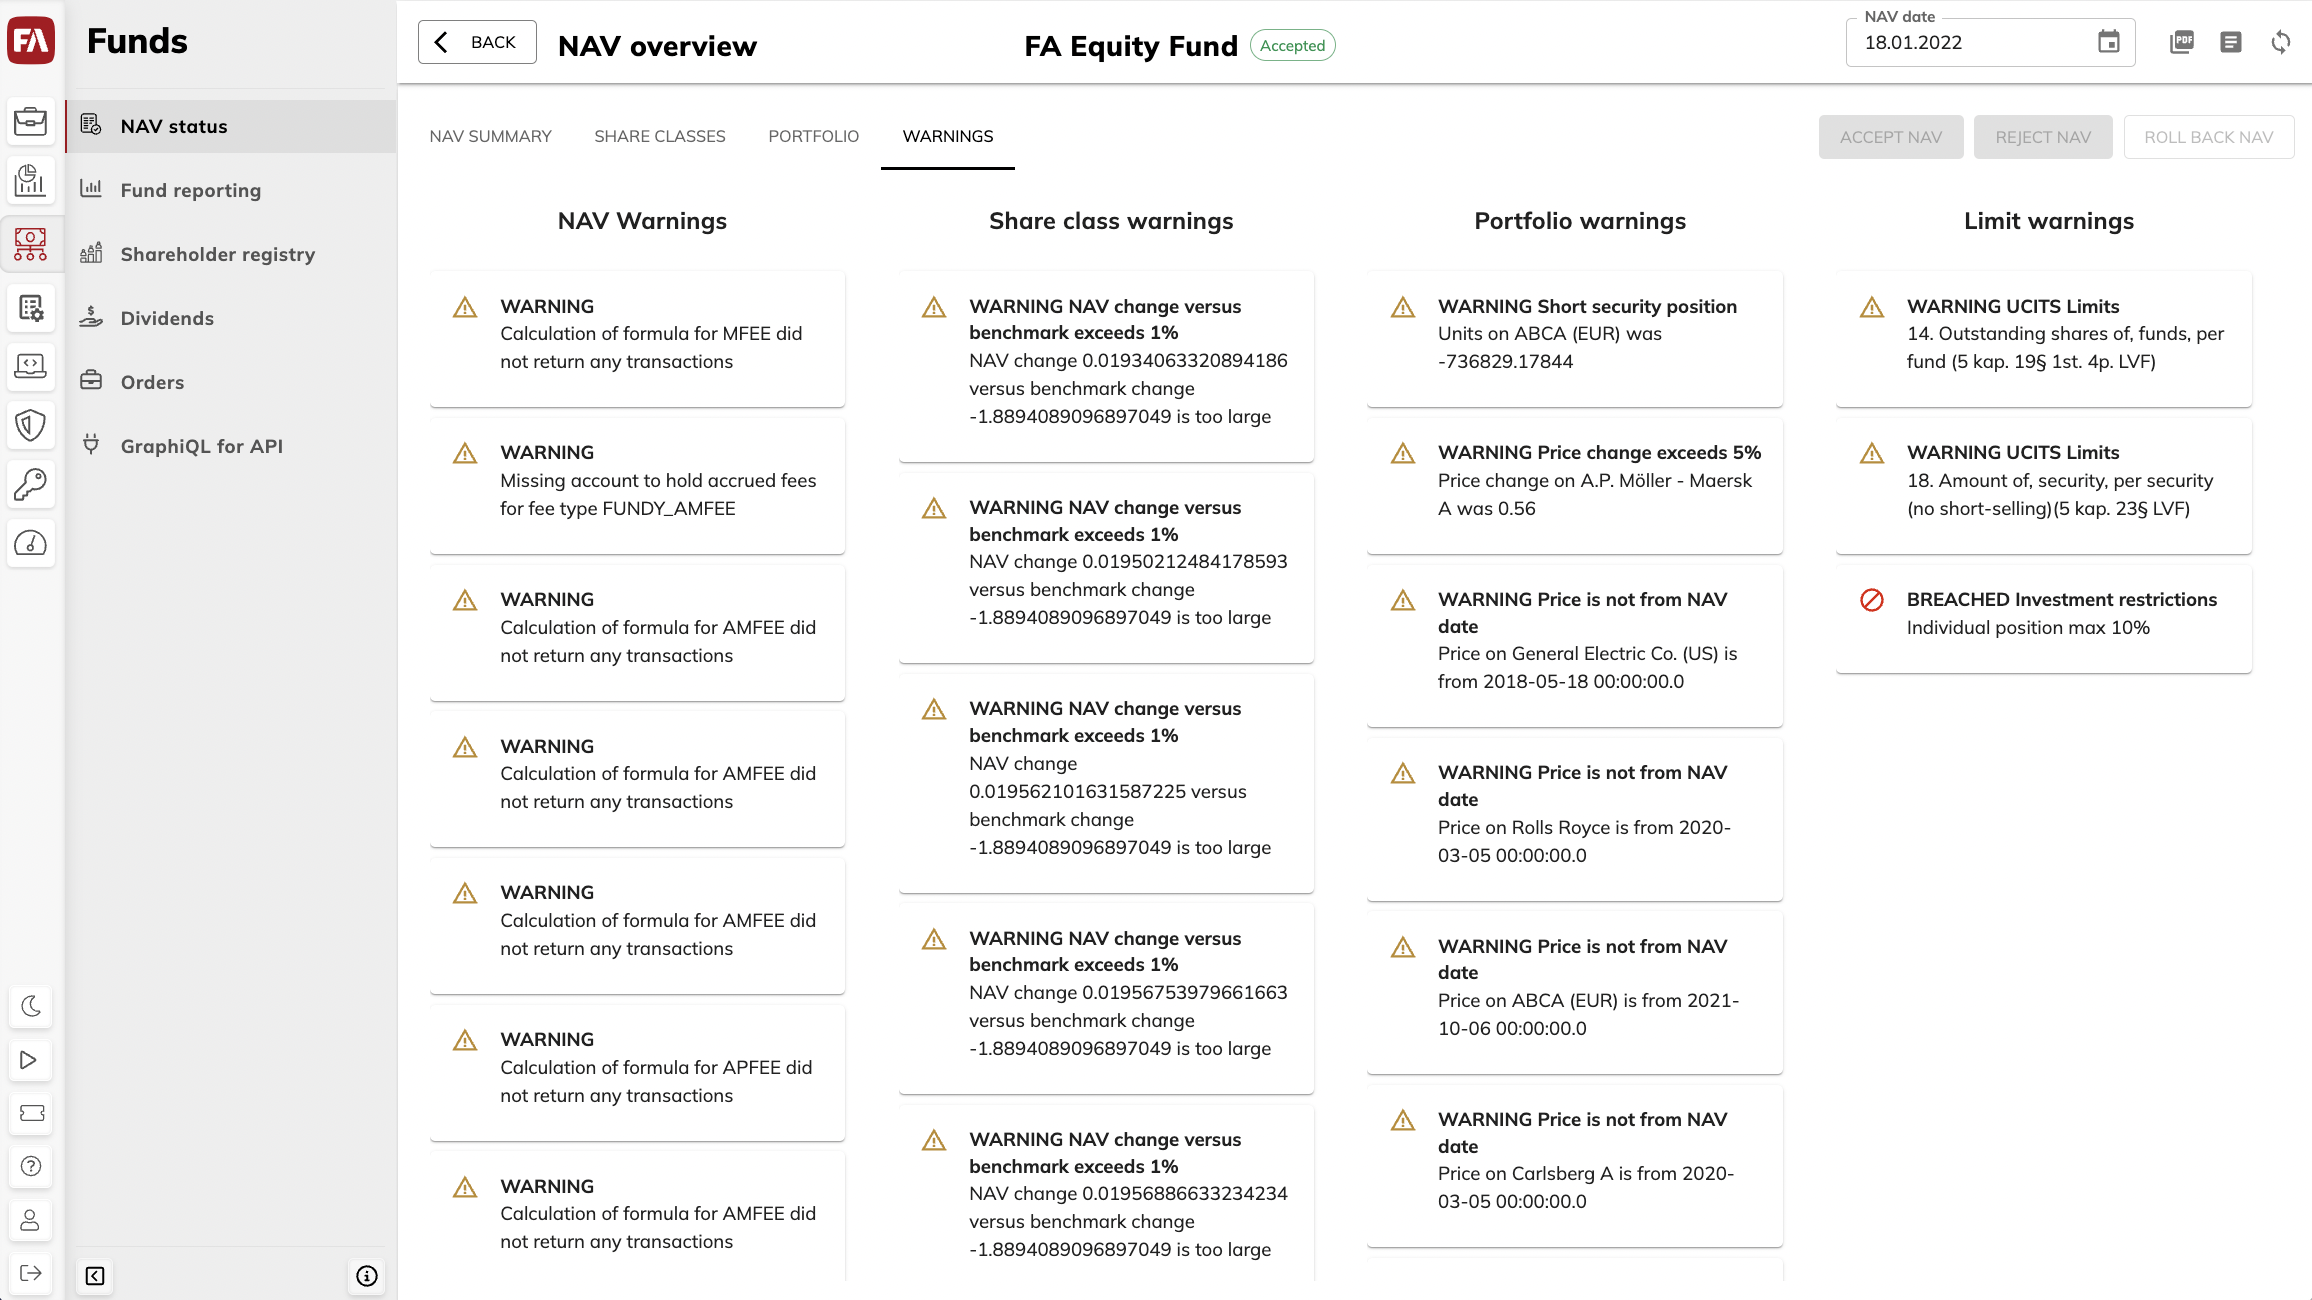 FA
Funds
NAV status
Fund reporting
Shareholder registry
Dividends
Orders
GraphiQL for API
BACK
NAV overview
FA Equity Fund
Accepted
NAV date
18.01.2022
PDF
NAV SUMMARY
SHARE CLASSES
PORTFOLIO
WARNINGS
ACCEPT NAV
REJECT NAV
ROLL BACK NAV
NAV Warnings
WARNING
Calculation of formula for MFEE did
not return any transactions
WARNING
Missing account to hold accrued fees
for fee type FUNDY_AMFEE
WARNING
Calculation of formula for AMFEE did
not return any transactions
WARNING
Calculation of formula for AMFEE did
not return any transactions
WARNING
Calculation of formula for AMFEE did
not return any transactions
WARNING
Calculation of formula for APFEE did
not return any transactions
WARNING
Calculation of formula for AMFEE did
not return any transactions
Share class warnings
WARNING NAV change versus
benchmark exceeds 1%
NAV change 0.01934063320894186
versus benchmark change
-1.8894089096897049 is too large
WARNING NAV change versus
benchmark exceeds 1%
NAV change 0.01950212484178593
versus benchmark change
-1.8894089096897049 is too large
WARNING NAV change versus
benchmark exceeds 1%
NAV change
0.019562101631587225 versus
benchmark change
-1.8894089096897049 is too large
WARNING NAV change versus
benchmark exceeds 1%
NAV change 0.01956753979661663
versus benchmark change
-1.8894089096897049 is too large
WARNING NAV change versus
benchmark exceeds 1%
NAV change 0.01956886633234234
versus benchmark change
-1.8894089096897049 is too large
Portfolio warnings
WARNING Short security position
Units on ABCA (EUR) was
-736829.17844
WARNING Price change exceeds 5%
Price change on A.P. Möller - Maersk
A was 0.56
WARNING Price is not from NAV
date
Price on General Electric Co. (US) is
from 2018-05-18 00:00:00.0
WARNING Price is not from NAV
date
Price on Rolls Royce is from 2020-
03-05 00:00:00.0
WARNING Price is not from NAV
date
Price on ABCA (EUR) is from 2021-
10-06 00:00:00.0
WARNING Price is not from NAV
date
Price on Carlsberg A is from 2020-
03-05 00:00:00.0
Limit warnings
WARNING UCITS Limits
14. Outstanding shares of, funds, per
fund (5 kap. 19§ 1st. 4p. LVF)
WARNING UCITS Limits
18. Amount of, security, per security
(no short-selling)(5 kap. 23§ LVF)
BREACHED Investment restrictions
Individual position max 10%